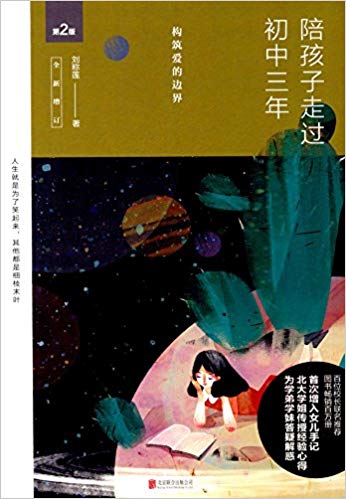 陪孩子走过
初中三年
构筑爱的边界
刘称莲
著
第2版
全新增订
人生就是为了笑起来，其他都是细枝末叶
百位校长联名推荐
图书畅销百万册
首次增入女儿手记
北大学姐传授经验心得
为学弟学妹答疑解惑
北京联合出版公司